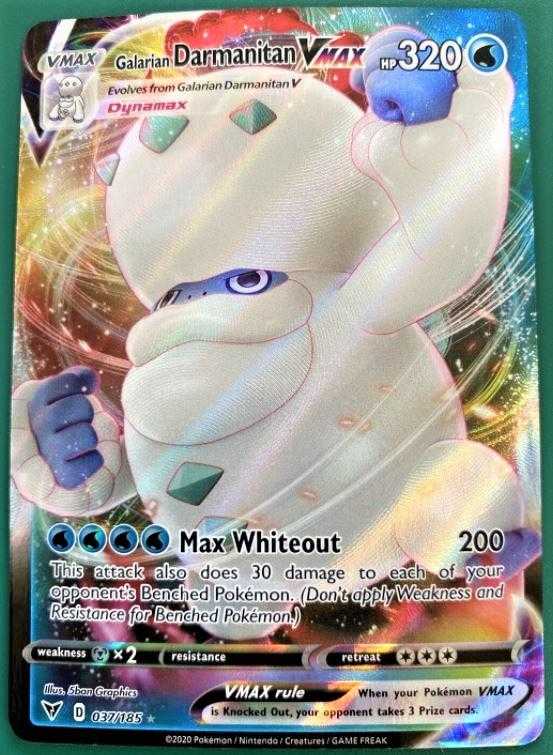 VMAX Galarian Darmanitan VMAX HP 320
Evolves from Galarian Darmanitan V
Dynamax
Max Whiteout 200
This attack also does 30 damage to each of your
opponent's Benched Pokémon. (Don't apply Weakness and
Resistance for Benched Pokémon.)
weakness ×2 resistance retreat
Illus. 5ban Graphics
D 037/185
VMAX rule When your Pokémon VMAX
is Knocked Out, your opponent takes 3 Prize cards.
©2020 Pokémon / Nintendo / Creatures / GAME FREAK